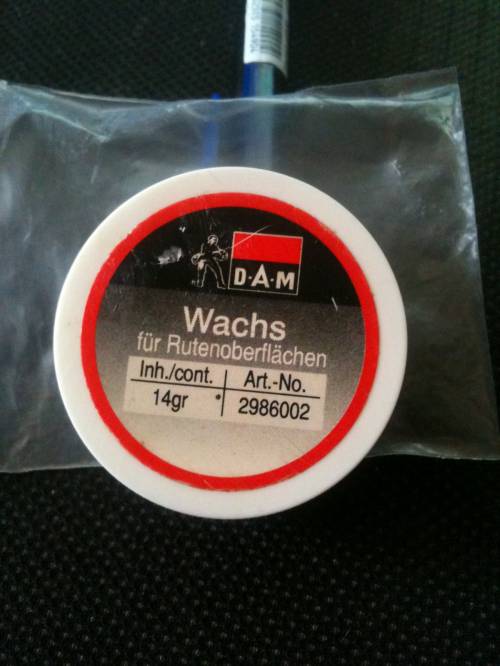 D·A·M
Wachs
für Rutenoberflächen
Inh./cont. Art.-No.
14gr 2986002